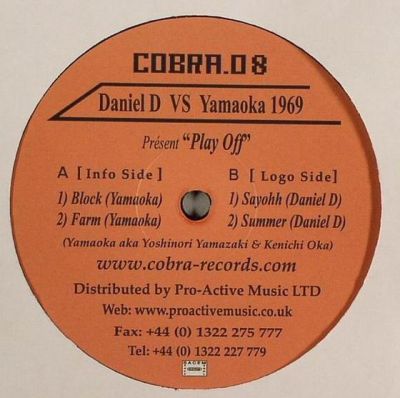 COBRA.08
Daniel D VS Yamaoka 1969
Présent "Play Off"
A [Info Side] B [Logo Side]
1) Block (Yamaoka) 1) Sayohh (Daniel D)
2) Farm (Yamaoka) 2) Summer (Daniel D)
(Yamaoka aka Yoshinori Yamazaki & Kenichi Oka)
www.cobra-records.com
Distributed by Pro-Active Music LTD
Web: www.proactivemusic.co.uk
Fax: +44 (0) 1322 275 777
Tel: +44 (0) 1322 227 779
SACEM